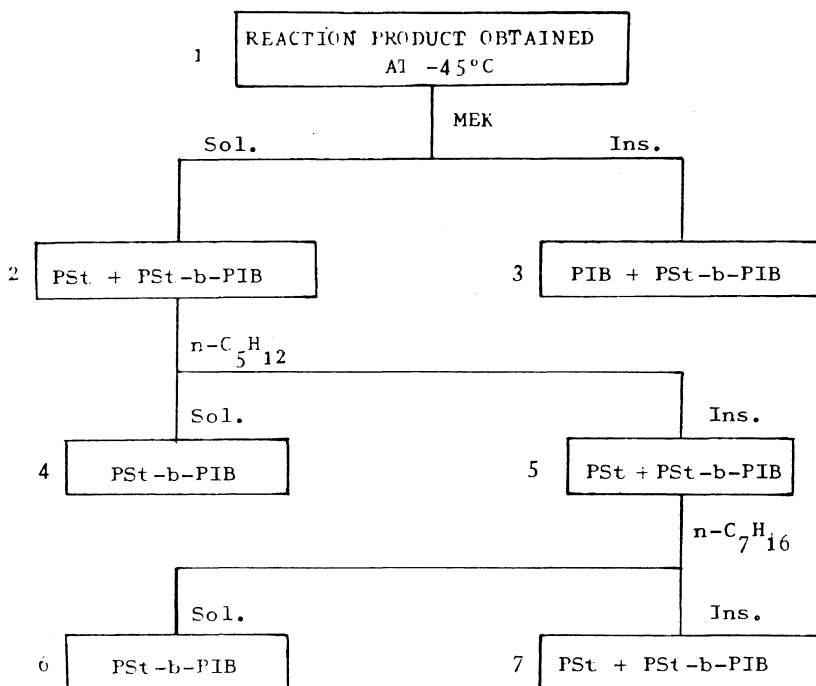 1
REACTION PRODUCT OBTAINED
AT -45°C
MEK
Sol.
Ins.
2
PSt + PSt-b-PIB
3
PIB + PSt-b-PIB
n-C5H12
Sol.
Ins.
4
PSt-b-PIB
5
PSt + PSt-b-PIB
n-C7H16
Sol.
Ins.
6
PSt-b-PIB
7
PSt + PSt-b-PIB